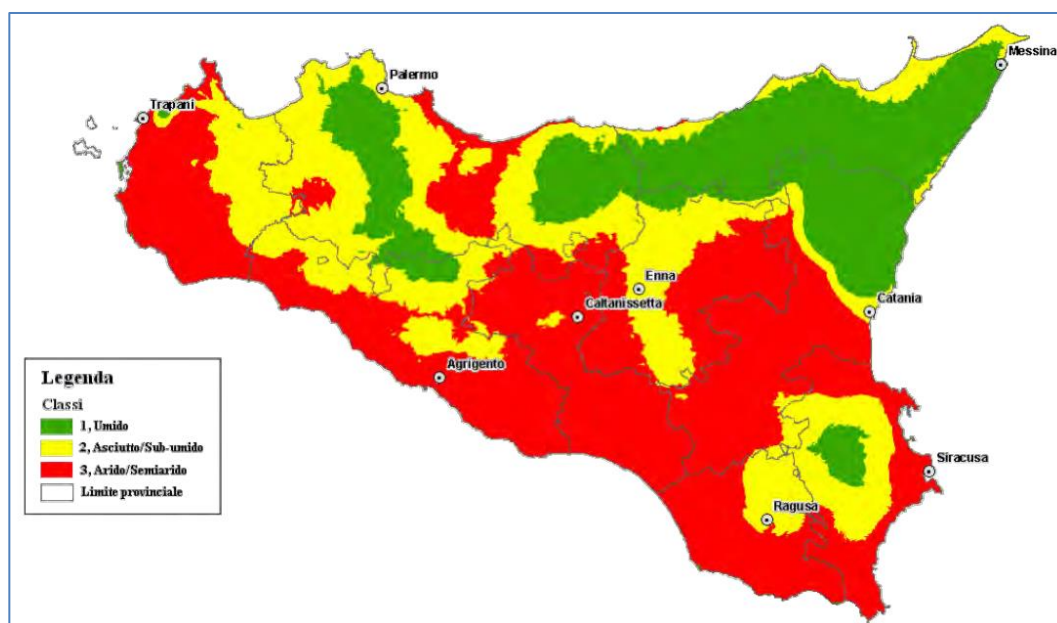 Messina
Palermo
Trapani
Enna
Caltanissetta
Catania
Agrigento
Siracusa
Ragusa
Legenda
Classi
1, Umido
2, Asciutto/Sub-umido
3, Arido/Semiarido
Limite provinciale